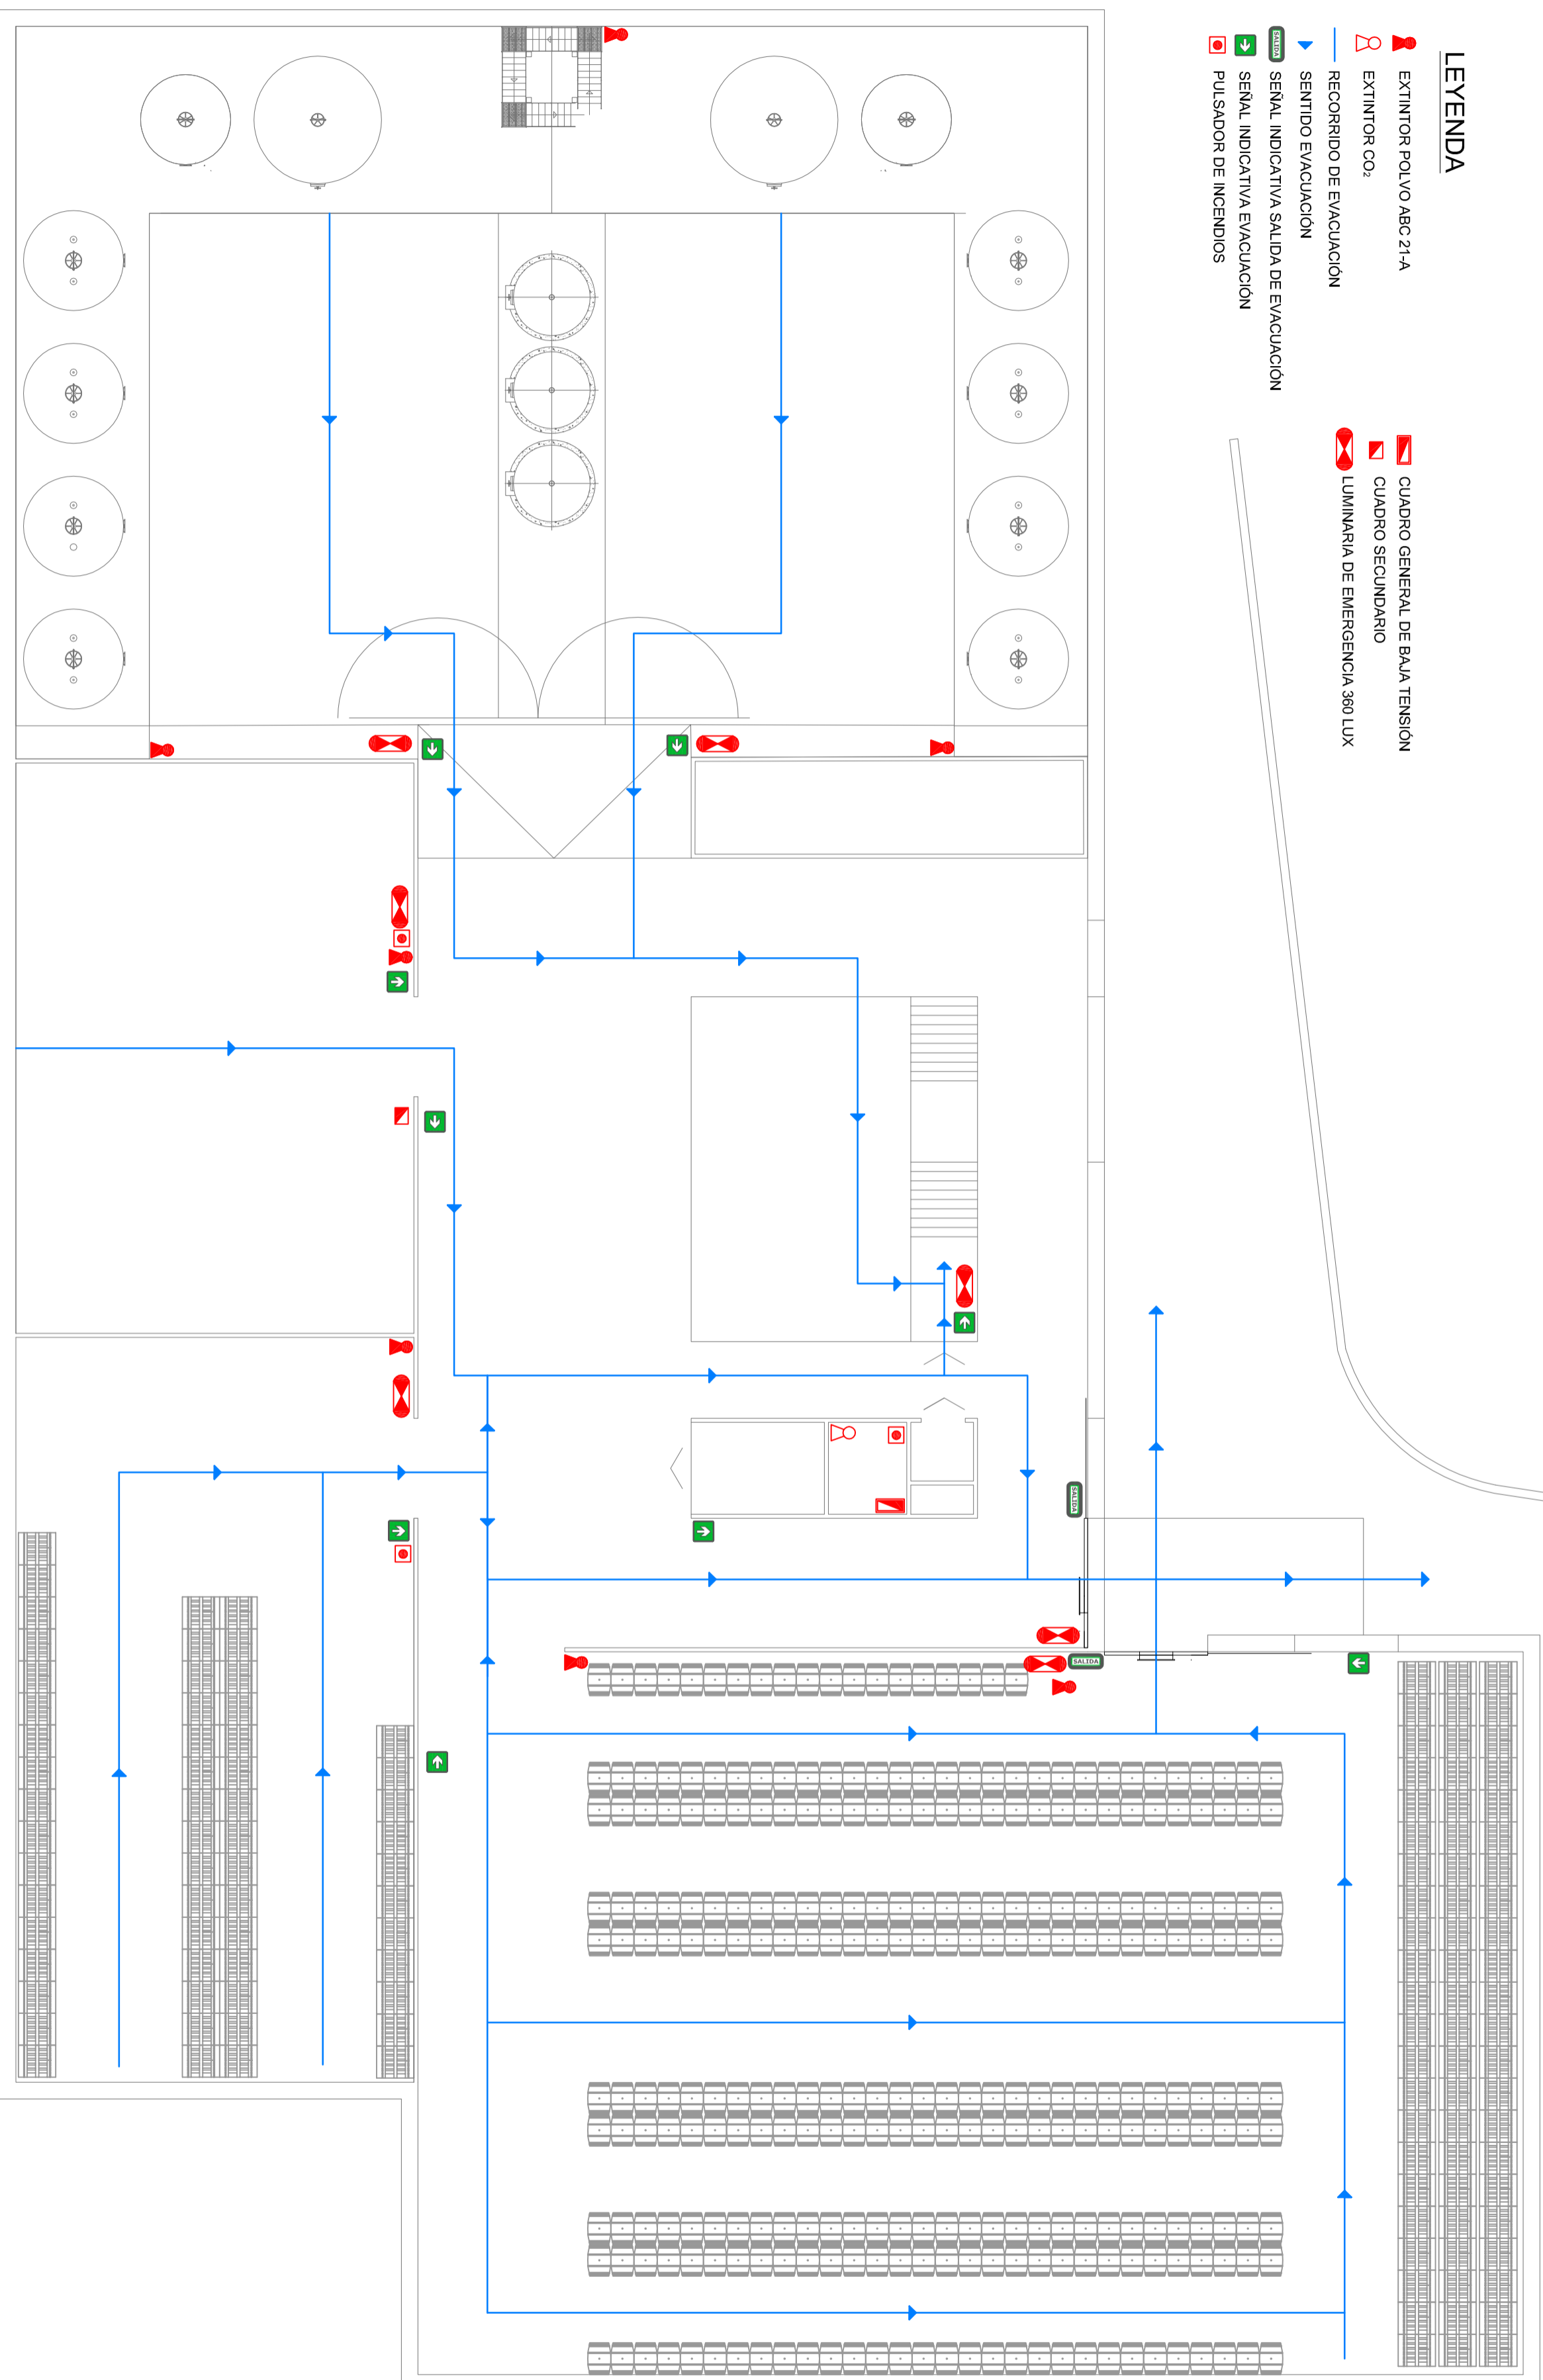 LEYENDA
EXTINTOR POLVO ABC 21-A
EXTINTOR CO₂
RECORRIDO DE EVACUACIÓN
SENTIDO EVACUACIÓN
SALIDA
SEÑAL INDICATIVA SALIDA DE EVACUACIÓN
SEÑAL INDICATIVA EVACUACIÓN
PULSADOR DE INCENDIOS
CUADRO GENERAL DE BAJA TENSIÓN
CUADRO SECUNDARIO
LUMINARIA DE EMERGENCIA 360 LUX
SALIDA
SALIDA